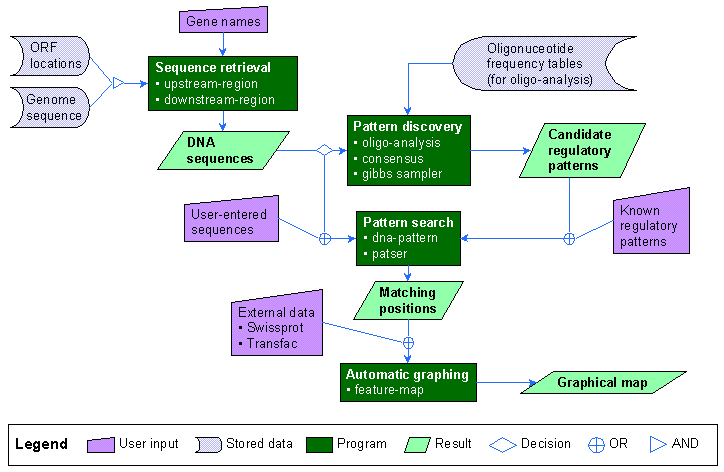 Gene names
ORF
locations
Genome
sequence
Sequence retrieval
• upstream-region
• downstream-region
Oligonuceotide
frequency tables
(for oligo-analysis)
DNA
sequences
Pattern discovery
• oligo-analysis
• consensus
• gibbs sampler
Candidate
regulatory
patterns
User-entered
sequences
Pattern search
• dna-pattern
• patser
Known
regulatory
patterns
External data
• Swissprot
• Transfac
Matching
positions
Automatic graphing
• feature-map
Graphical map
Legend
User input
Stored data
Program
Result
Decision
OR
AND